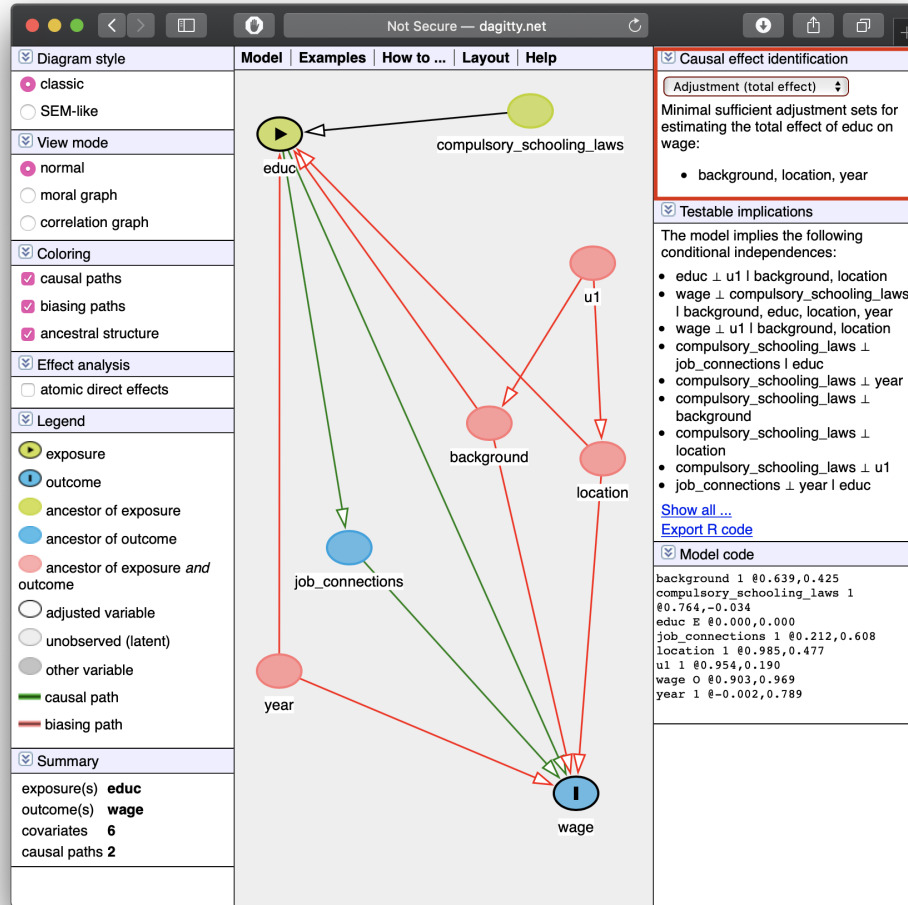 Not Secure — dagitty.net
Diagram style
classic
SEM-like
View mode
normal
moral graph
correlation graph
Coloring
causal paths
biasing paths
ancestral structure
Effect analysis
atomic direct effects
Legend
exposure
outcome
ancestor of exposure
ancestor of outcome
ancestor of exposure and
outcome
adjusted variable
unobserved (latent)
other variable
causal path
biasing path
Summary
exposure(s) educ
outcome(s) wage
covariates 6
causal paths 2
Model | Examples | How to ... | Layout | Help
compulsory_schooling_laws
educ
u1
background
location
job_connections
year
wage
Causal effect identification
Adjustment (total effect)
Minimal sufficient adjustment sets for
estimating the total effect of educ on
wage:
• background, location, year
Testable implications
The model implies the following
conditional independences:
• educ ⊥ u1 | background, location
• wage ⊥ compulsory_schooling_laws
| background, educ, location, year
• wage ⊥ u1 | background, location
• compulsory_schooling_laws ⊥
job_connections | educ
• compulsory_schooling_laws ⊥ year
• compulsory_schooling_laws ⊥
background
• compulsory_schooling_laws ⊥
location
• compulsory_schooling_laws ⊥ u1
• job_connections ⊥ year | educ
Show all ...
Export R code
Model code
background 1 @0.639,0.425
compulsory_schooling_laws 1
@0.764,-0.034
educ E @0.000,0.000
job_connections 1 @0.212,0.608
location 1 @0.985,0.477
u1 1 @0.954,0.190
wage O @0.903,0.969
year 1 @-0.002,0.789